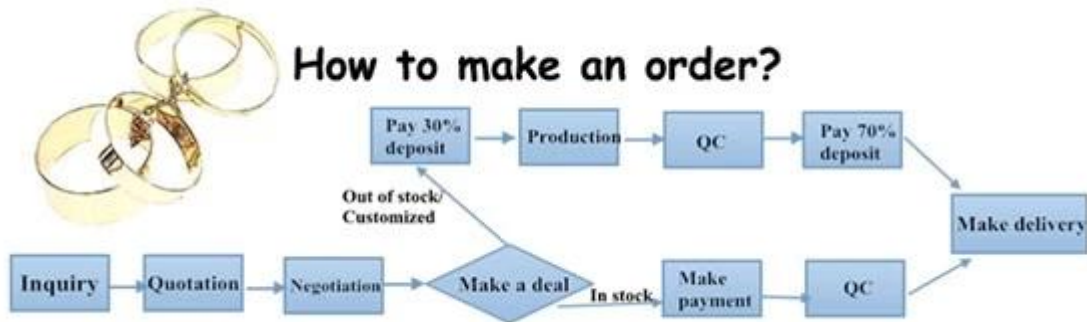 How to make an order?
Pay 30%
deposit
Production
QC
Pay 70%
deposit
Out of stock/
Customized
Make delivery
Inquiry
Quotation
Negotiation
Make a deal
In stock
Make
payment
QC